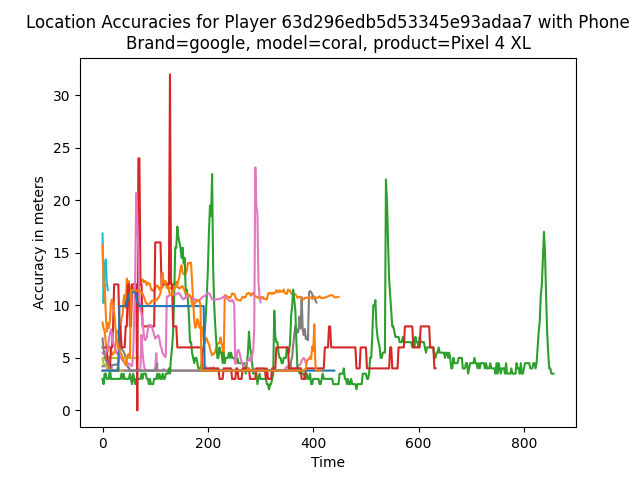 Location Accuracies for Player 63d296edb5d53345e93adaa7 with Phone
Brand=google, model=coral, product=Pixel 4 XL
Accuracy in meters
30
25
20
15
10
5
0
0 200 400 600 800
Time